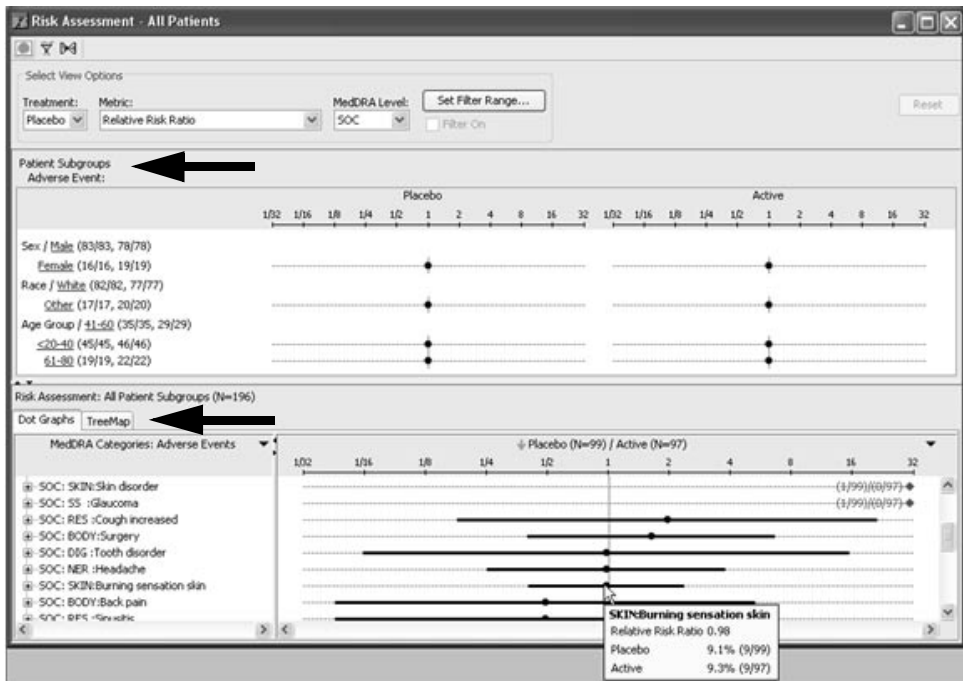 Risk Assessment - All Patients
Select View Options
Treatment: Metric: MedDRA Level: Set Filter Range...
Placebo Relative Risk Ratio SOC Filter On Reset
Patient Subgroups
Adverse Event:
Placebo Active
1/32 1/16 1/8 1/4 1/2 1 2 4 8 16 32 1/32 1/16 1/8 1/4 1/2 1 2 4 8 16 32
Sex / Male (83/83, 78/78)
Female (16/16, 19/19)
Race / White (82/82, 77/77)
Other (17/17, 20/20)
Age Group / 41-60 (35/35, 29/29)
<20-40 (45/45, 46/46)
61-80 (19/19, 22/22)
Risk Assessment: All Patient Subgroups (N=196)
Dot Graphs TreeMap
MedDRA Categories: Adverse Events Placebo (N=99) / Active (N=97)
1/32 1/16 1/8 1/4 1/2 1 2 4 8 16 32
SOC: SKIN:Skin disorder (1/99)/(0/97)
SOC: SS :Glaucoma (1/99)/(0/97)
SOC: RES :Cough increased
SOC: BODY:Surgery
SOC: DIG :Tooth disorder
SOC: NER :Headache
SOC: SKIN:Burning sensation skin
SOC: BODY:Back pain
SOC: RES :Sinusitis
SKIN:Burning sensation skin
Relative Risk Ratio 0.98
Placebo 9.1% (9/99)
Active 9.3% (9/97)